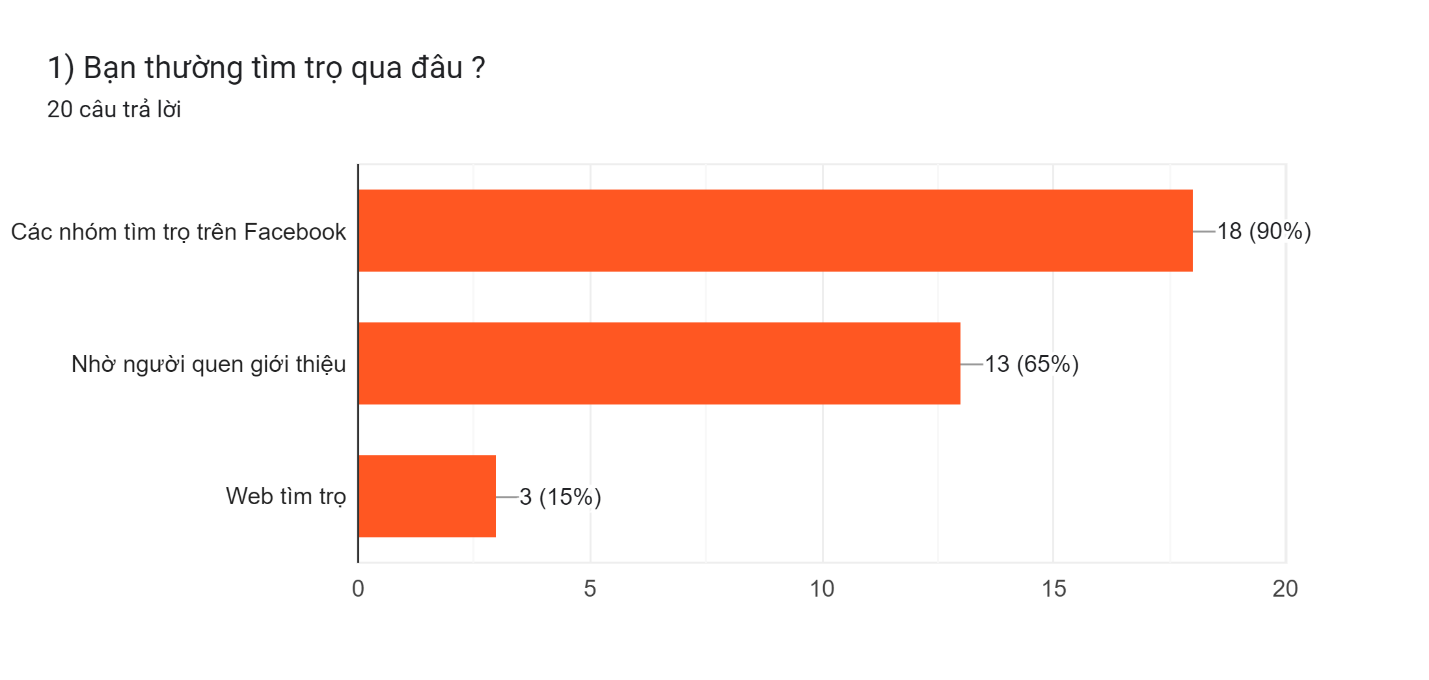 1) Bạn thường tìm trọ qua đâu ?
20 câu trả lời
Các nhóm tìm trọ trên Facebook
18 (90%)
Nhờ người quen giới thiệu
13 (65%)
Web tìm trọ
3 (15%)
0 5 10 15 20